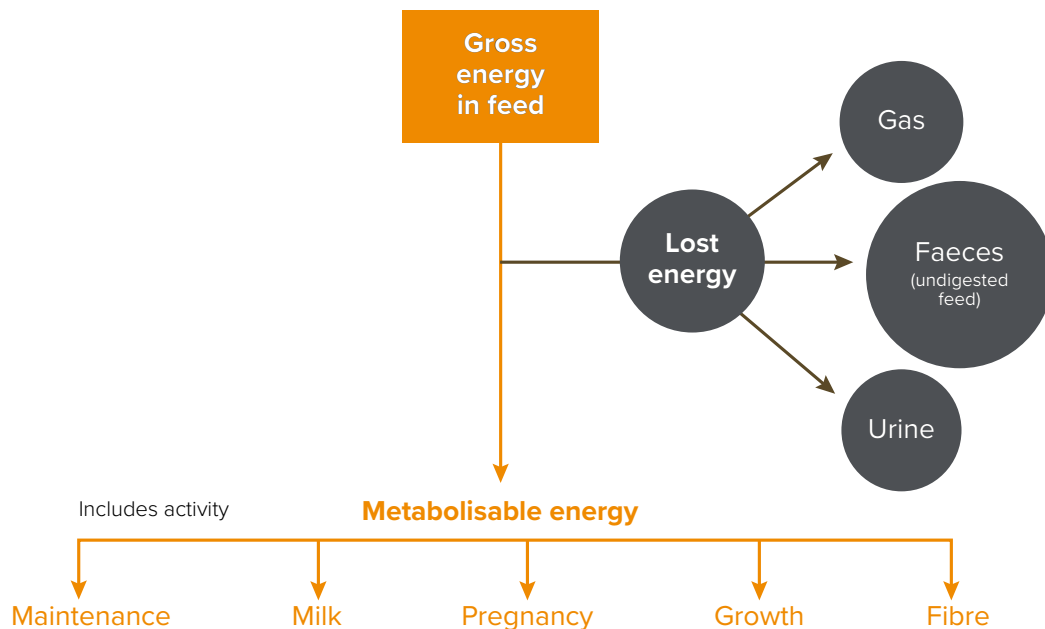 Gross
energy
in feed
Gas
Lost
energy
Faeces
(undigested
feed)
Urine
Includes activity
Metabolisable energy
Maintenance
Milk
Pregnancy
Growth
Fibre